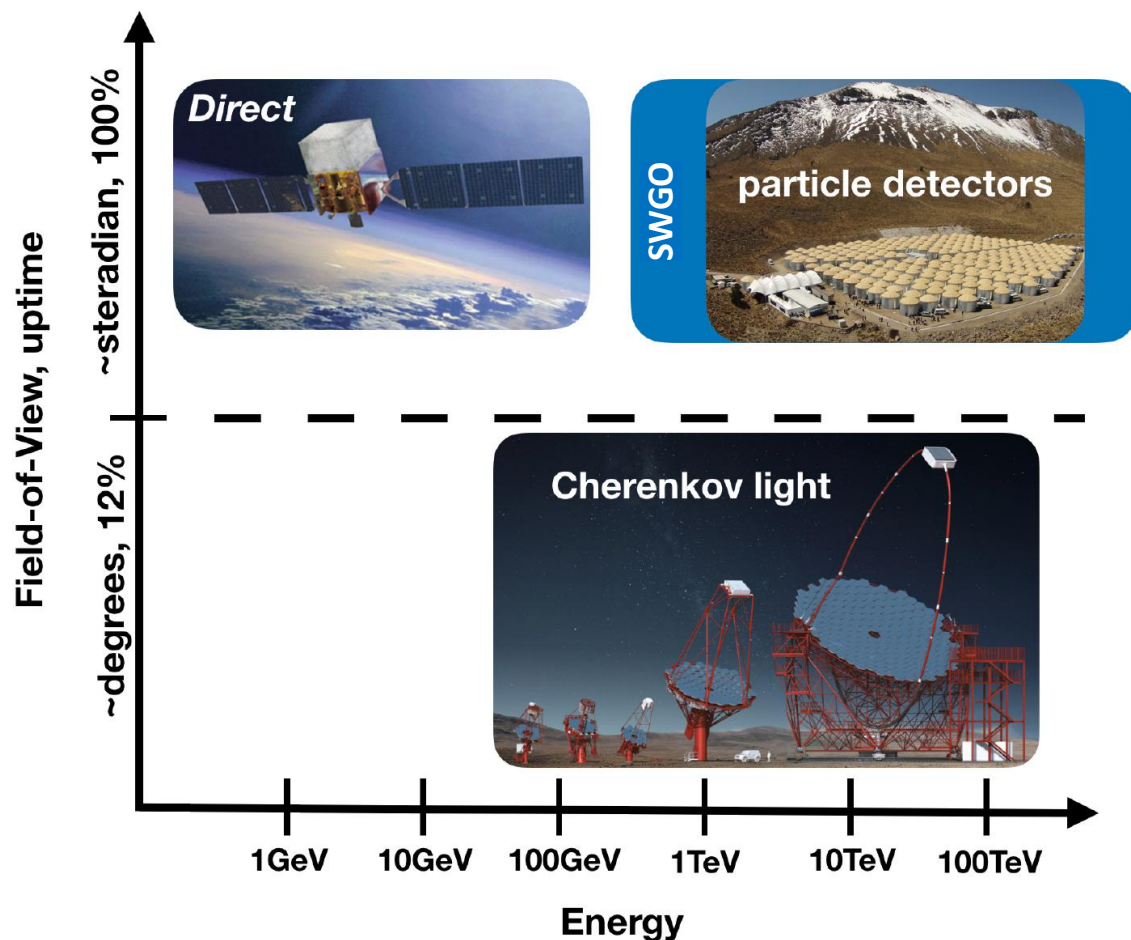 Direct
SWGO
particle detectors
Cherenkov light
Field-of-View, uptime
~steradian, 100%
~degrees, 12%
1GeV
10GeV
100GeV
1TeV
10TeV
100TeV
Energy